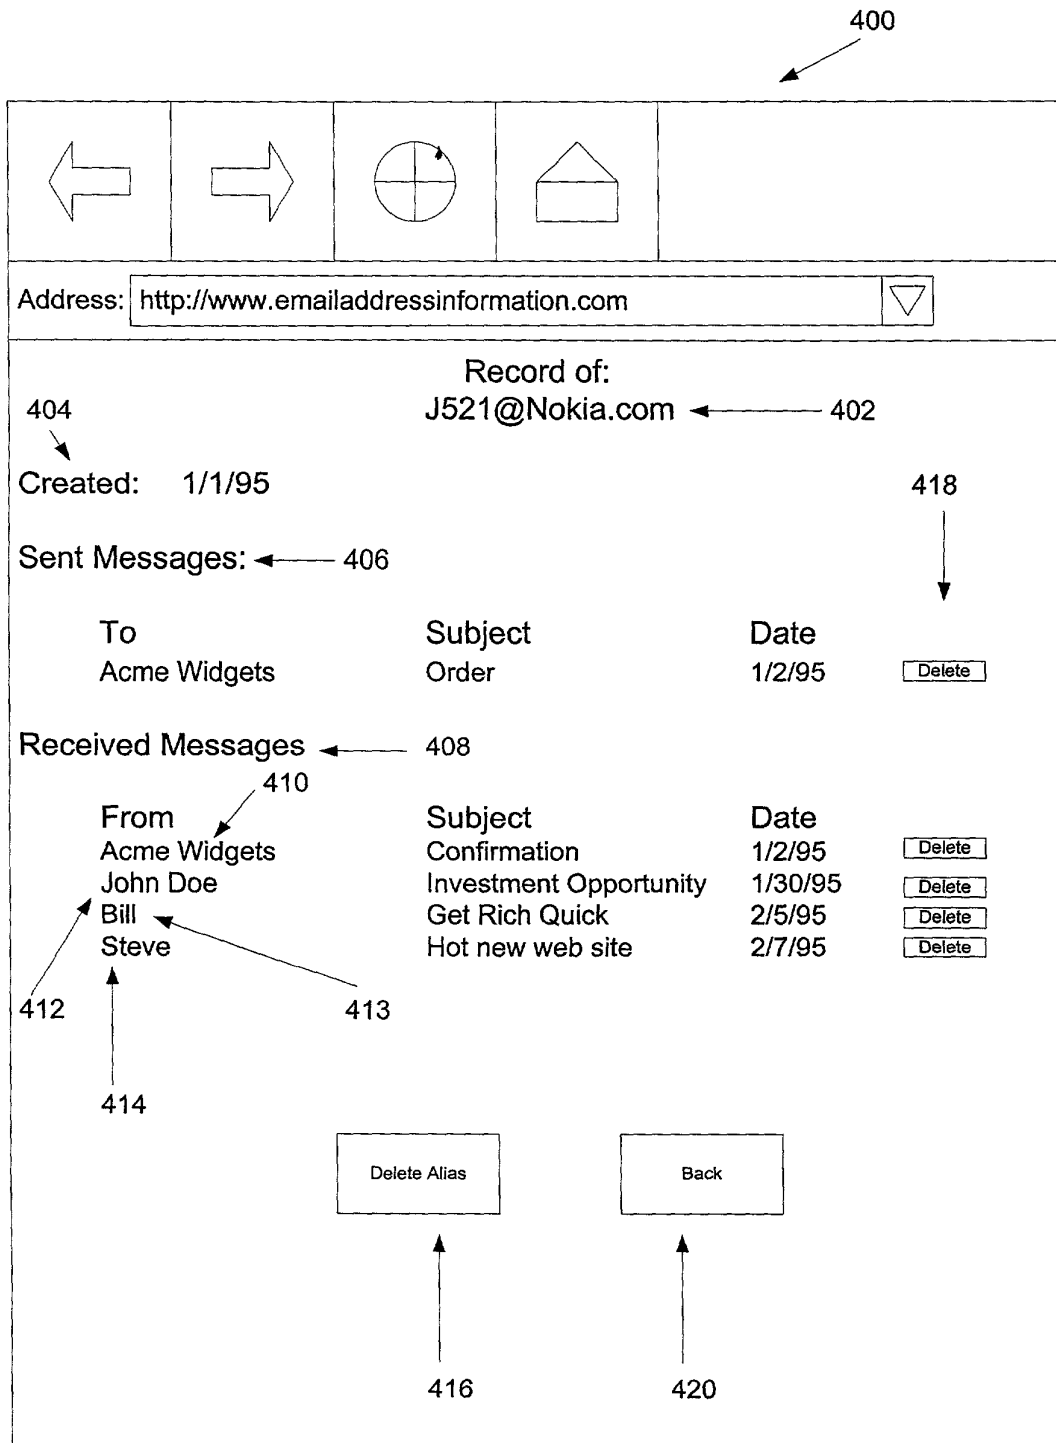 400
Address: http://www.emailaddressinformation.com
Record of:
404
J521@Nokia.com 402
Created: 1/1/95
418
Sent Messages: 406
To Subject Date
Acme Widgets Order 1/2/95 Delete
Received Messages 408
410
From Subject Date
Acme Widgets Confirmation 1/2/95 Delete
John Doe Investment Opportunity 1/30/95 Delete
Bill Get Rich Quick 2/5/95 Delete
Steve Hot new web site 2/7/95 Delete
412 413
414
Delete Alias Back
416 420